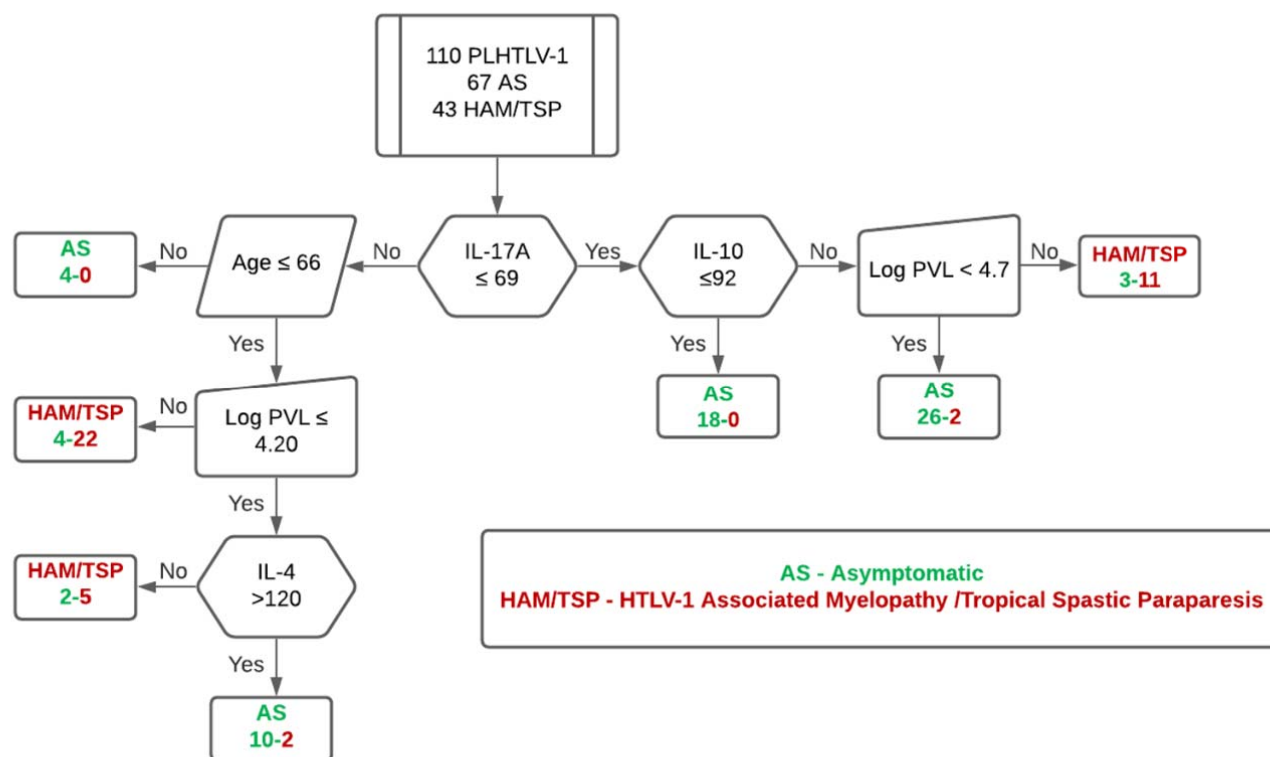 110 PLHTLV-1
67 AS
43 HAM/TSP
AS
4-0
No
Age ≤ 66
No
IL-17A
≤ 69
Yes
IL-10
≤92
No
Log PVL < 4.7
No
HAM/TSP
3-11
Yes
Yes
Yes
HAM/TSP
4-22
No
Log PVL ≤
4.20
AS
18-0
AS
26-2
Yes
HAM/TSP
2-5
No
IL-4
>120
AS - Asymptomatic
HAM/TSP - HTLV-1 Associated Myelopathy /Tropical Spastic Paraparesis
Yes
AS
10-2